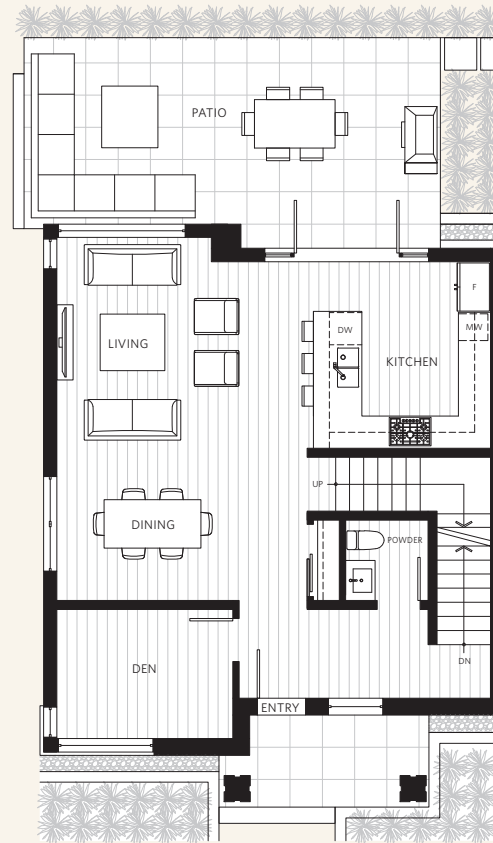 PATIO
F
DW
MW
LIVING
KITCHEN
UP
DINING
POWDER
DEN
DN
ENTRY